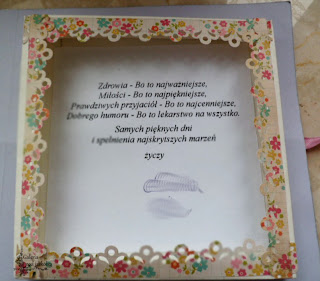 Zdrowia - Bo to najważniejsze,
Miłości - Bo to najpiękniejsze,
Prawdziwych przyjaciół - Bo to najcenniejsze,
Dobrego humoru - Bo to lekarstwo na wszystko.
Samych pięknych dni
i spełnienia najskrytszych marzeń
życzy